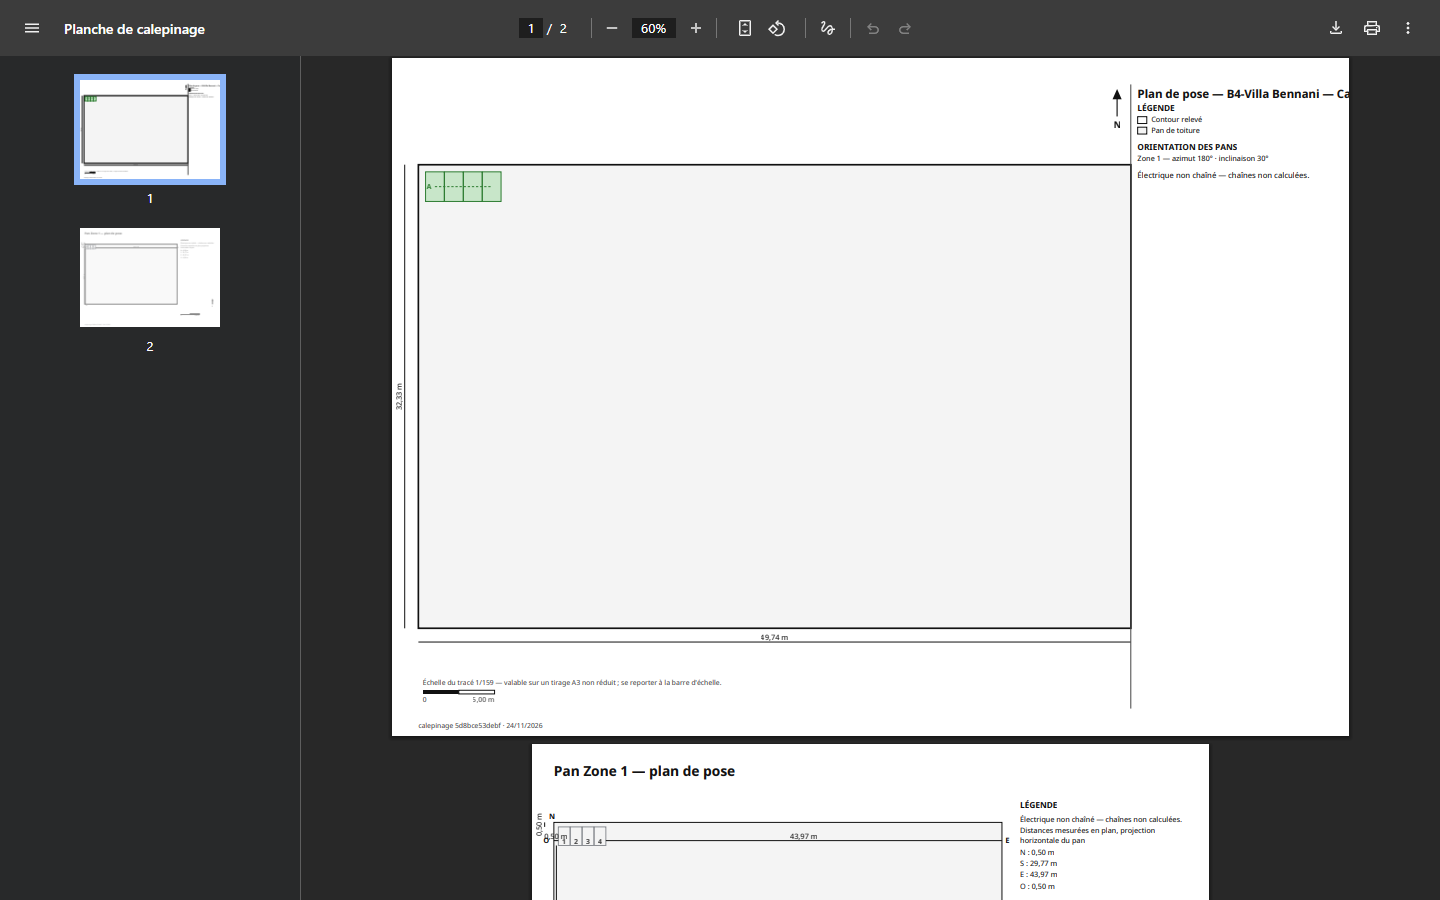 Planche de calepinage
1 / 2
60%
1
2
Plan de pose — B4-Villa Bennani — Ca
LÉGENDE
Contour relevé
Pan de toiture
ORIENTATION DES PANS
Zone 1 — azimut 180° · inclinaison 30°
Électrique non chaîné — chaînes non calculées.
N
A
32,33 m
49,74 m
Échelle du tracé 1/159 — valable sur un tirage A3 non réduit ; se reporter à la barre d'échelle.
0 5,00 m
calepinage 5d8bce53debf · 24/11/2026
Pan Zone 1 — plan de pose
N
0,50 m
0,50 m
O
1 2 3 4
43,97 m
E
LÉGENDE
Électrique non chaîné — chaînes non calculées.
Distances mesurées en plan, projection
horizontale du pan
N : 0,50 m
S : 29,77 m
E : 43,97 m
O : 0,50 m